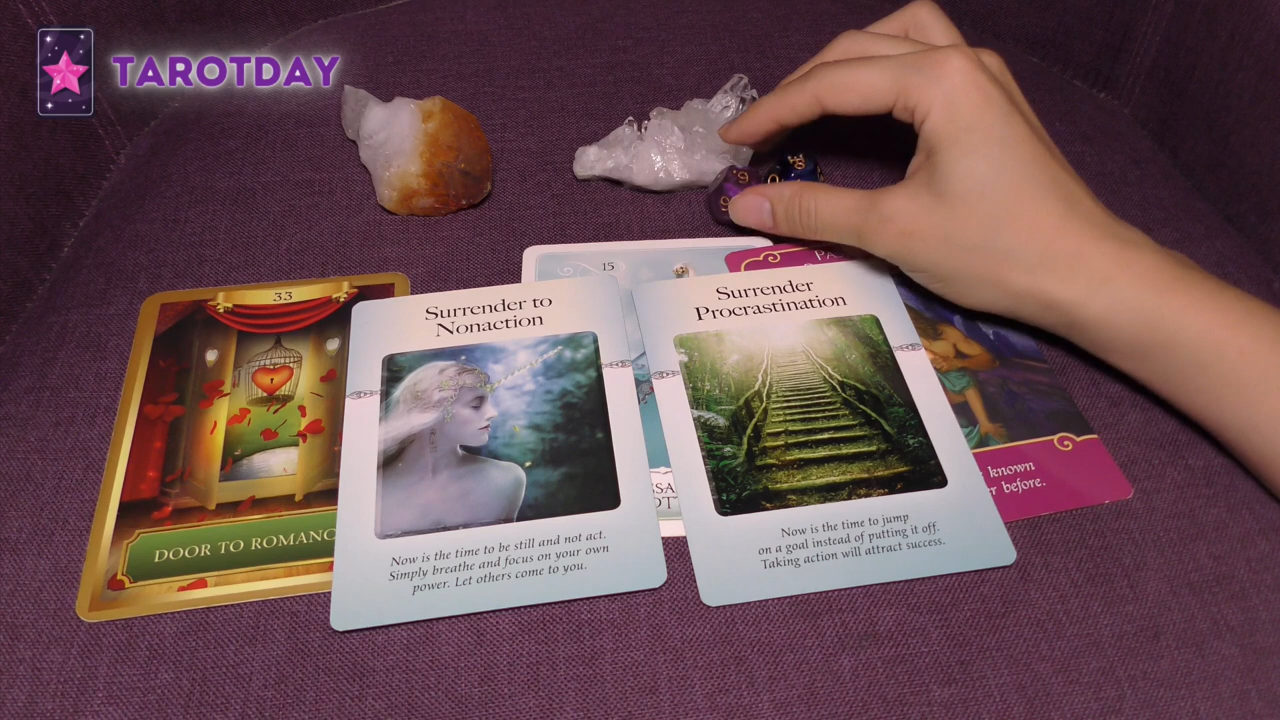 TAROTDAY
33
DOOR TO ROMANC
Surrender to
Nonaction
Now is the time to be still and not act.
Simply breathe and focus on your own
power. Let others come to you.
15
Surrender
Procrastination
Now is the time to jump
on a goal instead of putting it off.
Taking action will attract success.
PA
known
before.